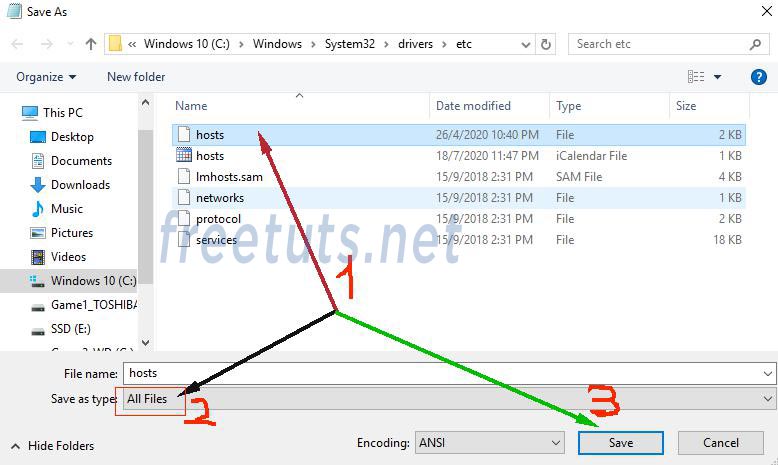 Save As
« Windows 10 (C:) > Windows > System32 > drivers > etc
Search etc
Organize
New folder
?
This PC
Desktop
Documents
Downloads
Music
Pictures
Videos
Windows 10 (C:)
Game1_TOSHIBA
SSD (E:)
Name Date modified Type Size
hosts 26/4/2020 10:40 PM File 2 KB
hosts 18/7/2020 11:47 PM iCalendar File 1 KB
lmhosts.sam 15/9/2018 2:31 PM SAM File 4 KB
networks 15/9/2018 2:31 PM File 1 KB
protocol 15/9/2018 2:31 PM File 2 KB
services 15/9/2018 2:31 PM File 18 KB
freetuts.net
1
File name: hosts
Save as type: All Files
2
3
Hide Folders
Encoding: ANSI
Save
Cancel